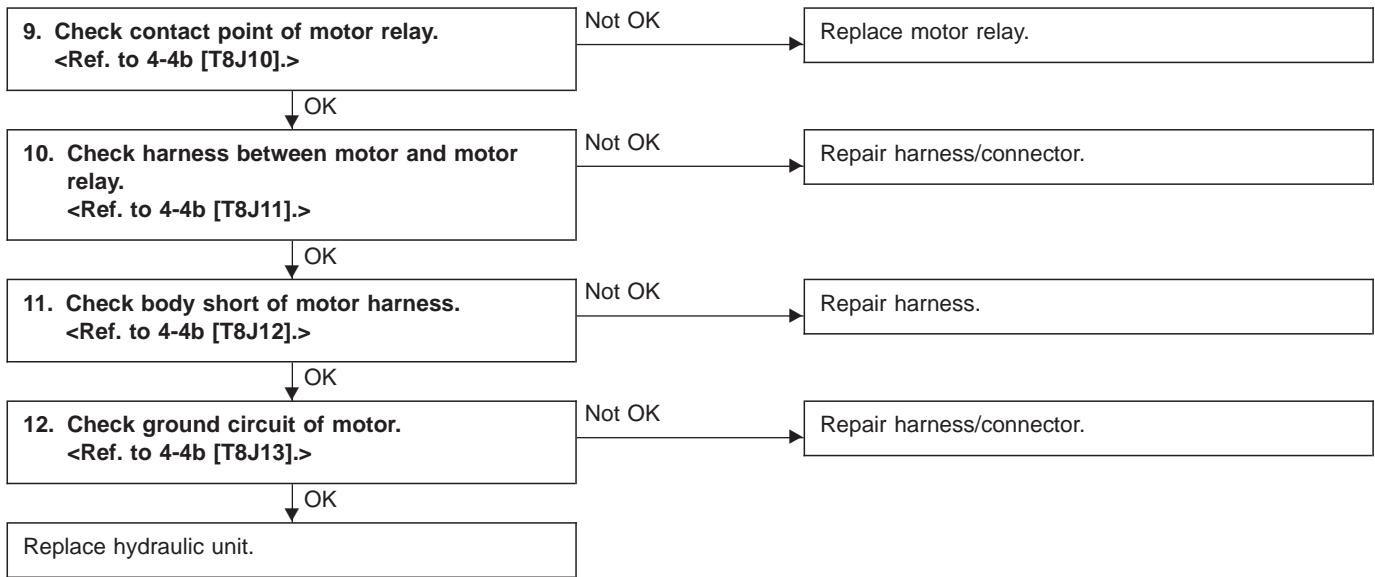 9. Check contact point of motor relay.
<Ref. to 4-4b [T8J10].>
Not OK
Replace motor relay.
OK
10. Check harness between motor and motor
relay.
<Ref. to 4-4b [T8J11].>
Not OK
Repair harness/connector.
OK
11. Check body short of motor harness.
<Ref. to 4-4b [T8J12].>
Not OK
Repair harness.
OK
12. Check ground circuit of motor.
<Ref. to 4-4b [T8J13].>
Not OK
Repair harness/connector.
OK
Replace hydraulic unit.